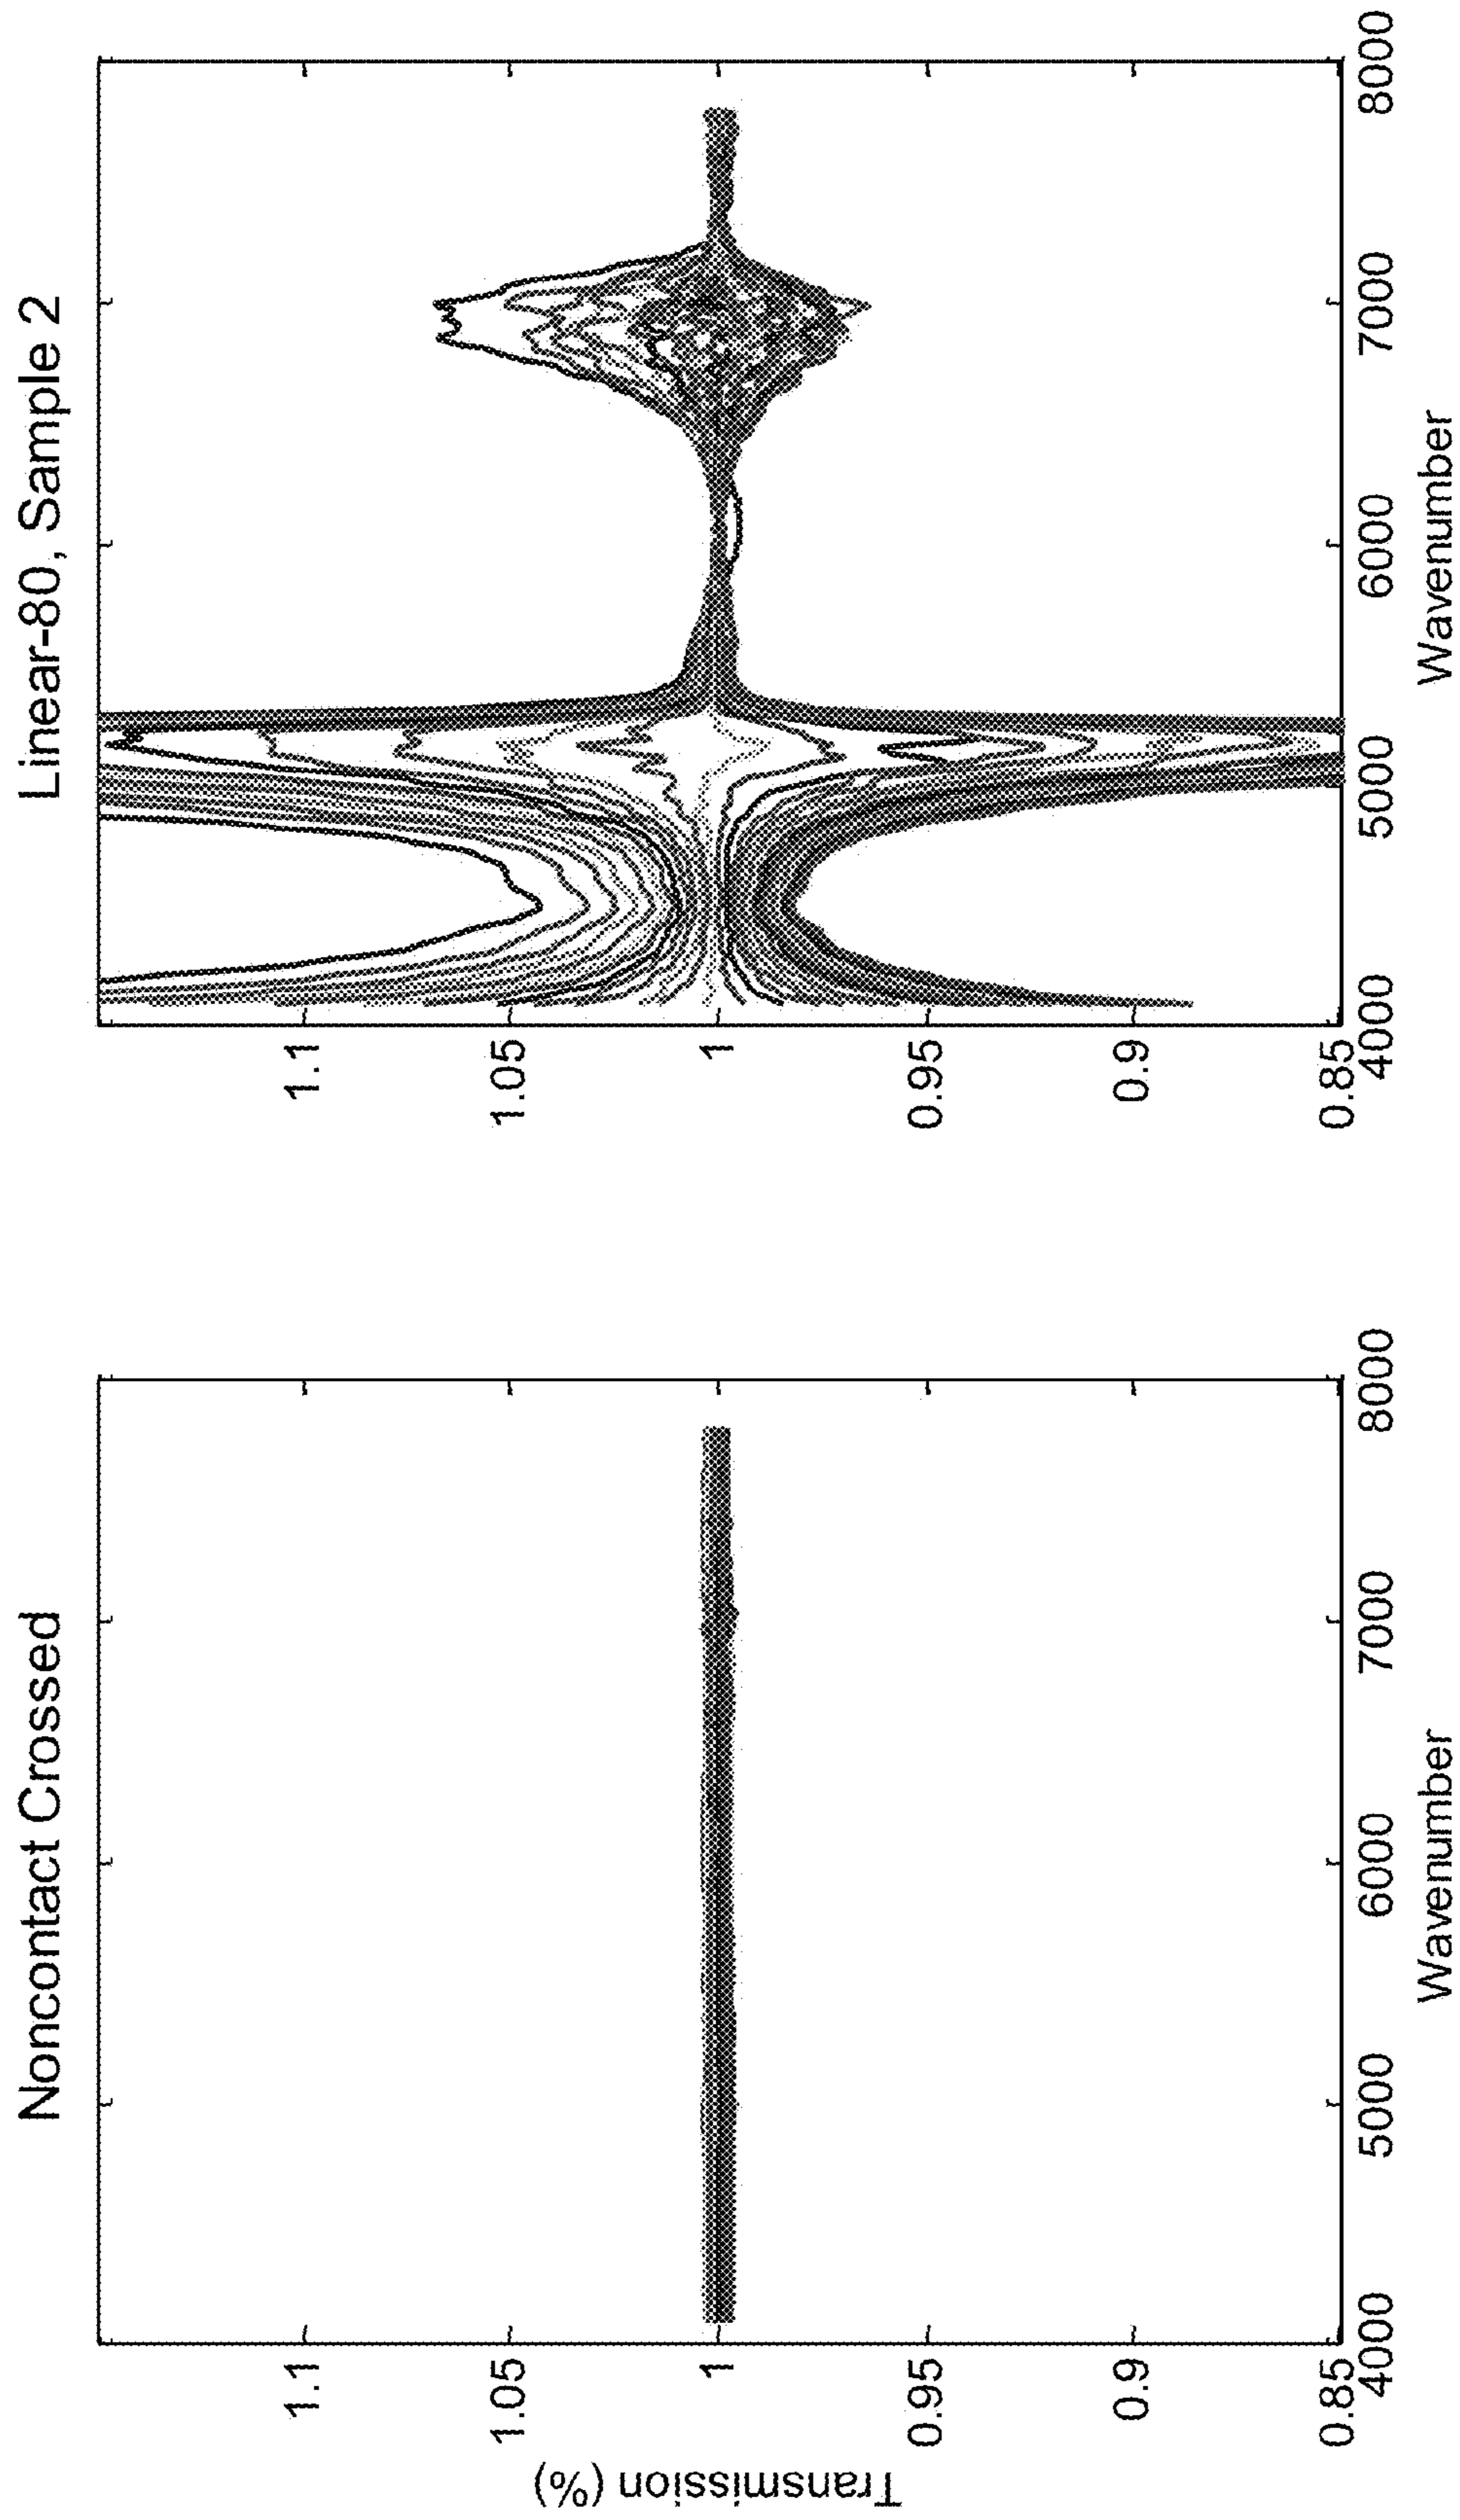 Noncontact Crossed
Transmission (%)
1.1
1.05
1
0.95
0.9
0.85
4000 5000 6000 7000 8000
Wavenumber
Linear-80, Sample 2
1.1
1.05
1
0.95
0.9
0.85
4000 5000 6000 7000 8000
Wavenumber